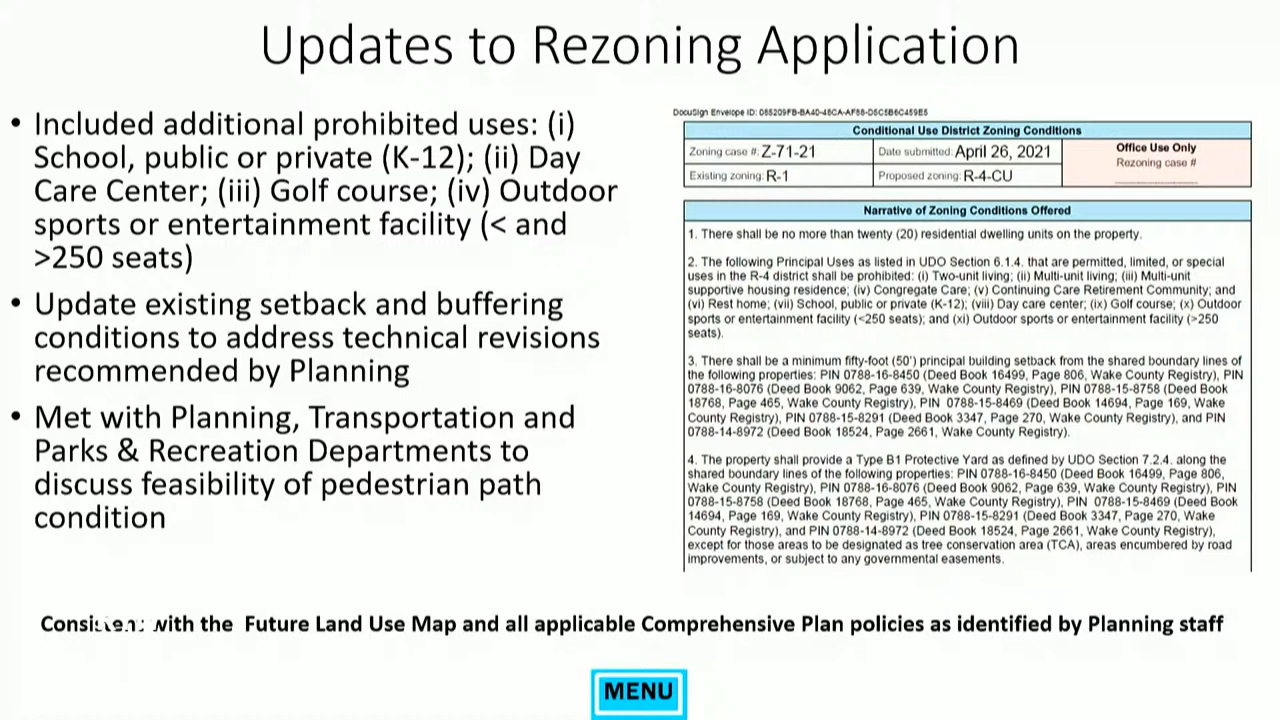 Updates to Rezoning Application
• Included additional prohibited uses: (i)
School, public or private (K-12); (ii) Day
Care Center; (iii) Golf course; (iv) Outdoor
sports or entertainment facility (< and
>250 seats)
• Update existing setback and buffering
conditions to address technical revisions
recommended by Planning
• Met with Planning, Transportation and
Parks & Recreation Departments to
discuss feasibility of pedestrian path
condition
DocuSign Envelope ID:
Conditional Use District Zoning Conditions
Zoning case #: Z-71-21
Date submitted: April 26, 2021
Office Use Only
Rezoning case #
Existing zoning: R-1
Proposed zoning: R-4-CU
Narrative of Zoning Conditions Offered
1. There shall be no more than twenty (20) residential dwelling units on the property.
2. The following Principal Uses as listed in UDO Section 6.1.4. that are permitted, limited, or special
uses in the R-4 district shall be prohibited: (i) Two-unit living; (ii) Multi-unit living; (iii) Multi-unit
supportive housing residence; (iv) Congregate Care; (v) Continuing Care Retirement Community; and
(vi) Rest home; (vii) School, public or private (K-12); (viii) Day care center; (ix) Golf course; (x) Outdoor
sports or entertainment facility (<250 seats); and (xi) Outdoor sports or entertainment facility (>250
seats).
3. There shall be a minimum fifty-foot (50') principal building setback from the shared boundary lines of
the following properties: PIN 0788-16-8450 (Deed Book 16499, Page 806, Wake County Registry), PIN
0788-16-8076 (Deed Book 9062, Page 639, Wake County Registry), PIN 0788-15-8758 (Deed Book
18768, Page 465, Wake County Registry), PIN 0788-15-8469 (Deed Book 14694, Page 169, Wake
County Registry), PIN 0788-15-8291 (Deed Book 3347, Page 270, Wake County Registry), and PIN
0788-14-8972 (Deed Book 18524, Page 2661, Wake County Registry).
4. The property shall provide a Type B1 Protective Yard as defined by UDO Section 7.2.4. along the
shared boundary lines of the following properties: PIN 0788-16-8450 (Deed Book 16499, Page 806,
Wake County Registry), PIN 0788-16-8076 (Deed Book 9062, Page 639, Wake County Registry), PIN
0788-15-8758 (Deed Book 18768, Page 465, Wake County Registry), PIN 0788-15-8469 (Deed Book
14694, Page 169, Wake County Registry), PIN 0788-15-8291 (Deed Book 3347, Page 270, Wake
County Registry), and PIN 0788-14-8972 (Deed Book 18524, Page 2661, Wake County Registry),
except for those areas to be designated as tree conservation area (TCA), areas encumbered by road
improvements, or subject to any governmental easements.
Consistent with the Future Land Use Map and all applicable Comprehensive Plan policies as identified by Planning staff
MENU